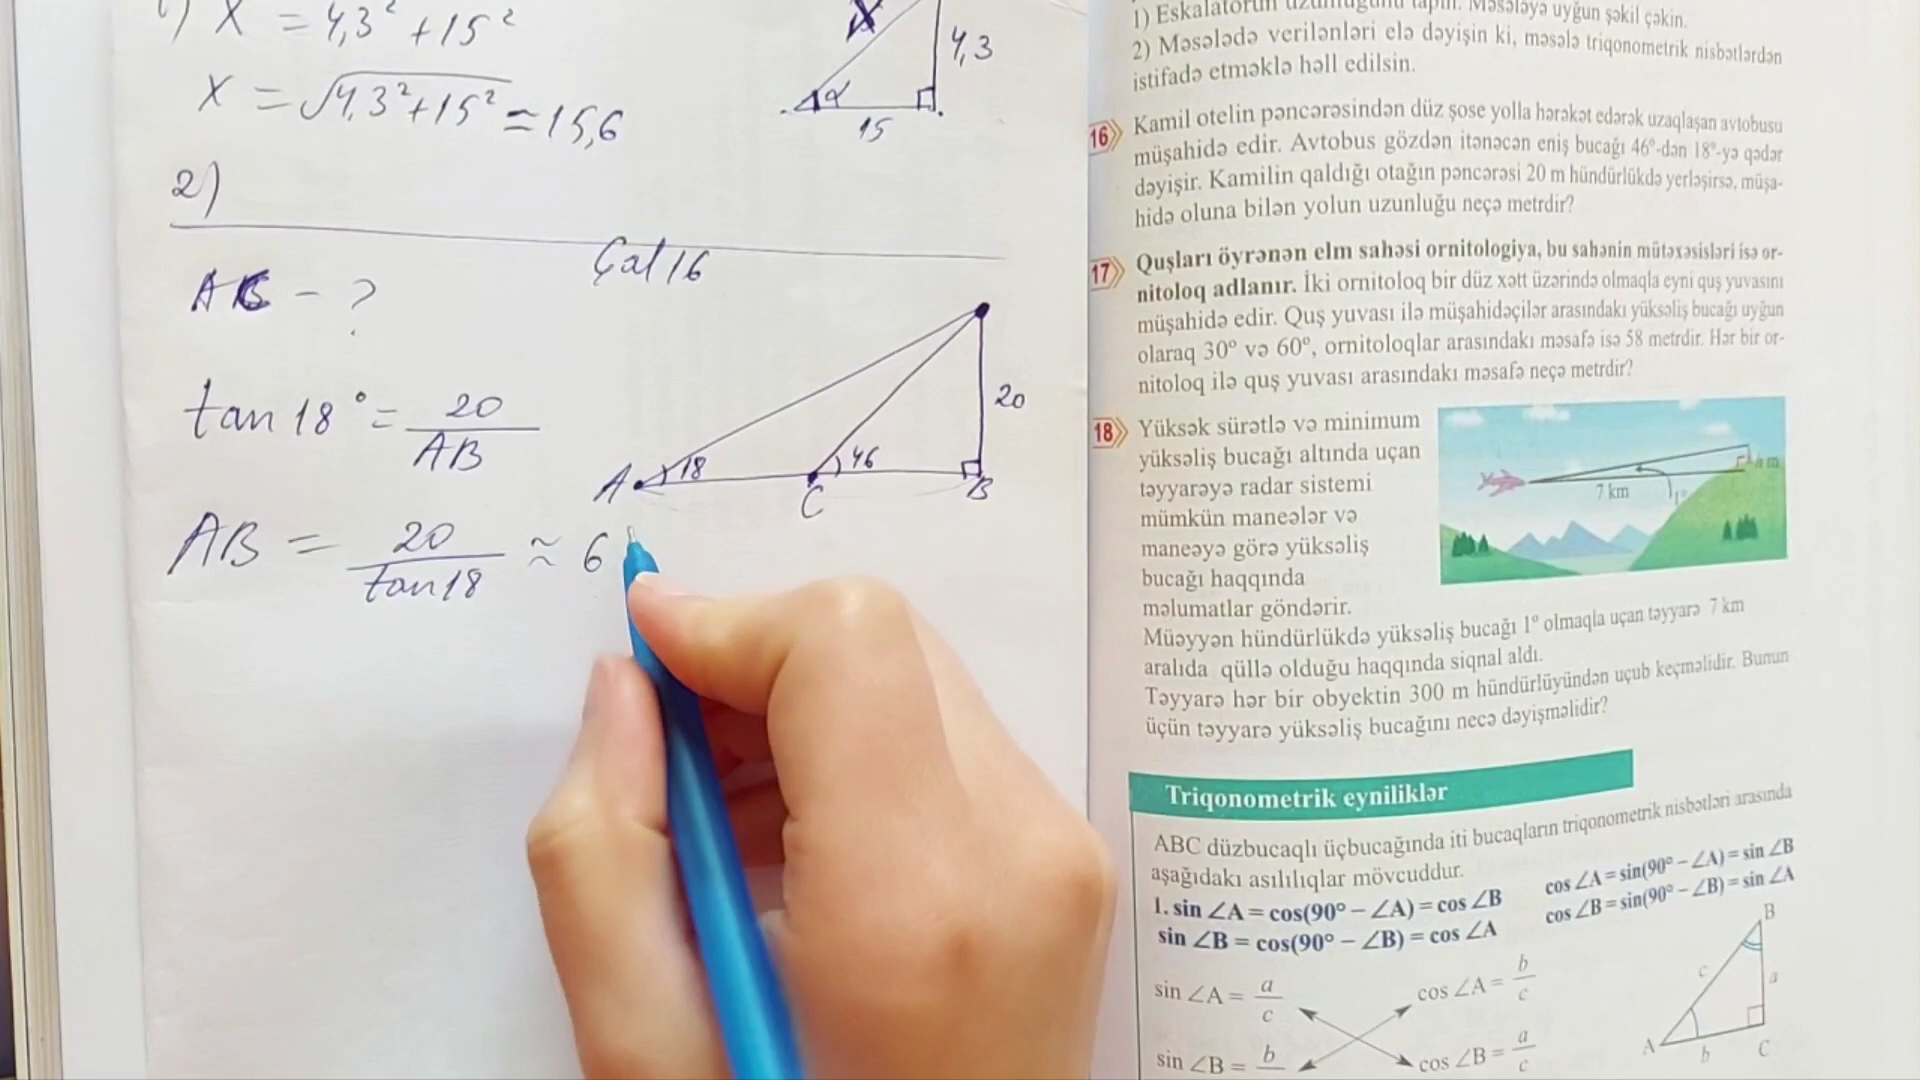 X = 4,3² + 15²
X = √4,3²+15² ≈ 15,6
X
4,3
α
15
2)
Çal 16
AC - ?
tan 18° = 20/AB
AB = 20/tan18 ≈ 6
20
A 18 C 46 B
1) Eskalatorun uzunluğunu tapın. Məsələyə uyğun şəkil çəkin.
2) Məsələdə verilənləri elə dəyişin ki, məsələ triqonometrik nisbətlərdən
istifadə etməklə həll edilsin.
16 Kamil otelin pəncərəsindən düz şose yolla hərəkət edərək uzaqlaşan avtobusu
müşahidə edir. Avtobus gözdən itənəcən eniş bucağı 46°-dən 18°-yə qədər
dəyişir. Kamilin qaldığı otağın pəncərəsi 20 m hündürlükdə yerləşirsə, müşa-
hidə oluna bilən yolun uzunluğu neçə metrdir?
17 Quşları öyrənən elm sahəsi ornitologiya, bu sahənin mütəxəsisləri isə or-
nitoloq adlanır. İki ornitoloq bir düz xətt üzərində olmaqla eyni quş yuvasını
müşahidə edir. Quş yuvası ilə müşahidəçilər arasındakı yüksəliş bucağı uyğun
olaraq 30° və 60°, ornitoloqlar arasındakı məsafə isə 58 metrdir. Hər bir or-
nitoloq ilə quş yuvası arasındakı məsafə neçə metrdir?
18 Yüksək sürətlə və minimum
yüksəliş bucağı altında uçan
təyyarəyə radar sistemi
mümkün maneələr və
maneəyə görə yüksəliş
bucağı haqqında
məlumatlar göndərir.
7 km
1°
h m
Müəyyən hündürlükdə yüksəliş bucağı 1° olmaqla uçan təyyarə 7 km
aralıda qüllə olduğu haqqında siqnal aldı.
Təyyarə hər bir obyektin 300 m hündürlüyündən uçub keçməlidir. Bunun
üçün təyyarə yüksəliş bucağını necə dəyişməlidir?
Triqonometrik eyniliklər
ABC düzbucaqlı üçbucağında iti bucaqların triqonometrik nisbətləri arasında
aşağıdakı asılılıqlar mövcuddur.
1. sin ∠A = cos(90° – ∠A) = cos ∠B
cos ∠A = sin(90° – ∠A) = sin ∠B
sin ∠B = cos(90° – ∠B) = cos ∠A
cos ∠B = sin(90° – ∠B) = sin ∠A
sin ∠A = a/c
cos ∠A = b/c
sin ∠B = b
cos ∠B = a/c
B
c
a
A b C